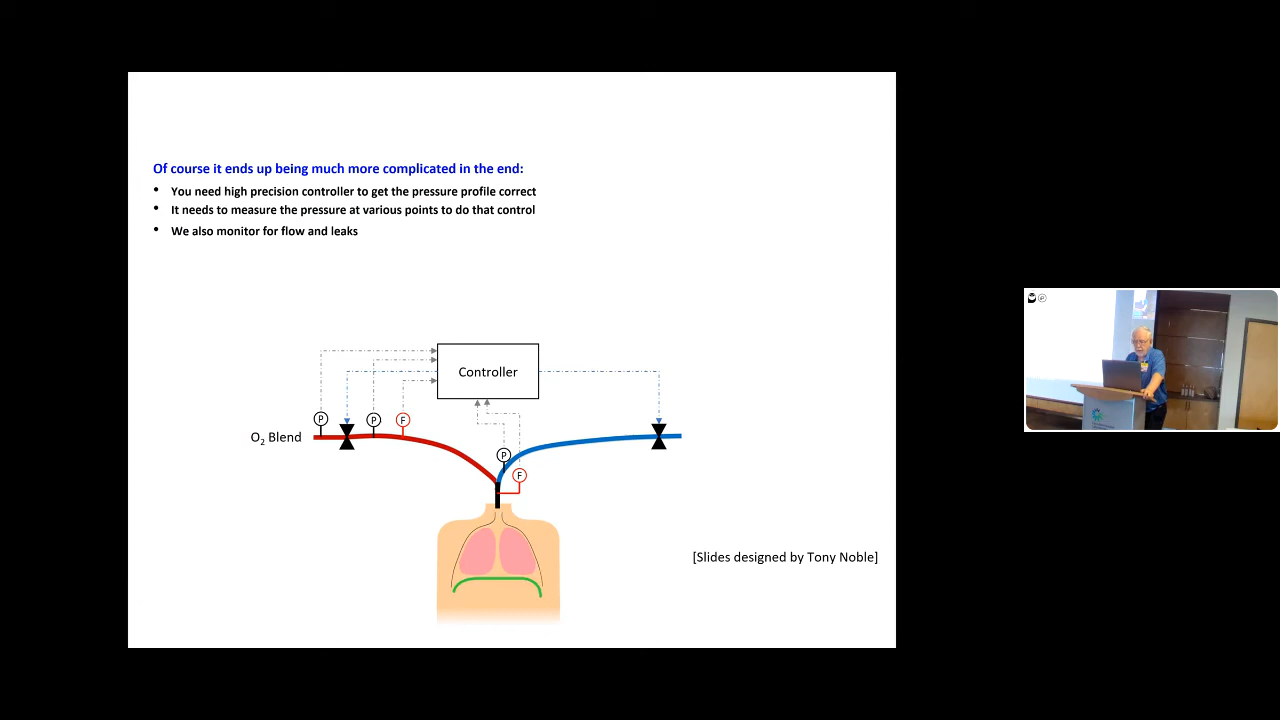 Of course it ends up being much more complicated in the end:
• You need high precision controller to get the pressure profile correct
• It needs to measure the pressure at various points to do that control
• We also monitor for flow and leaks
Controller
P
P
F
O₂ Blend
P
F
[Slides designed by Tony Noble]